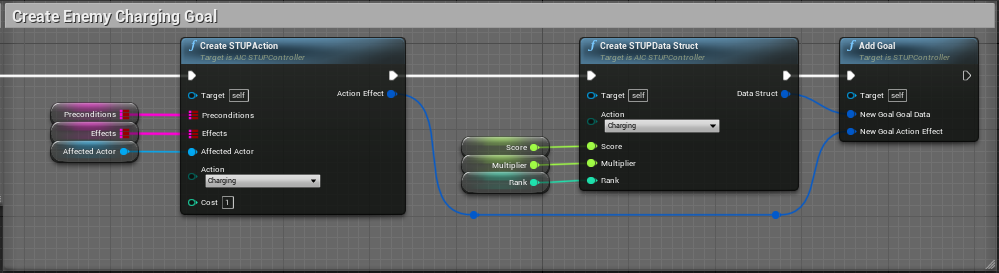 Create Enemy Charging Goal
Create STUPAction
Target is AIC STUPController
Target self
Action Effect
Preconditions
Preconditions
Effects
Effects
Affected Actor
Affected Actor
Action
Charging
Cost 1
Create STUPData Struct
Target is AIC STUPController
Target self
Data Struct
Action
Charging
Score
Score
Multiplier
Multiplier
Rank
Rank
Add Goal
Target is AIC STUPController
Target self
New Goal Goal Data
New Goal Action Effect